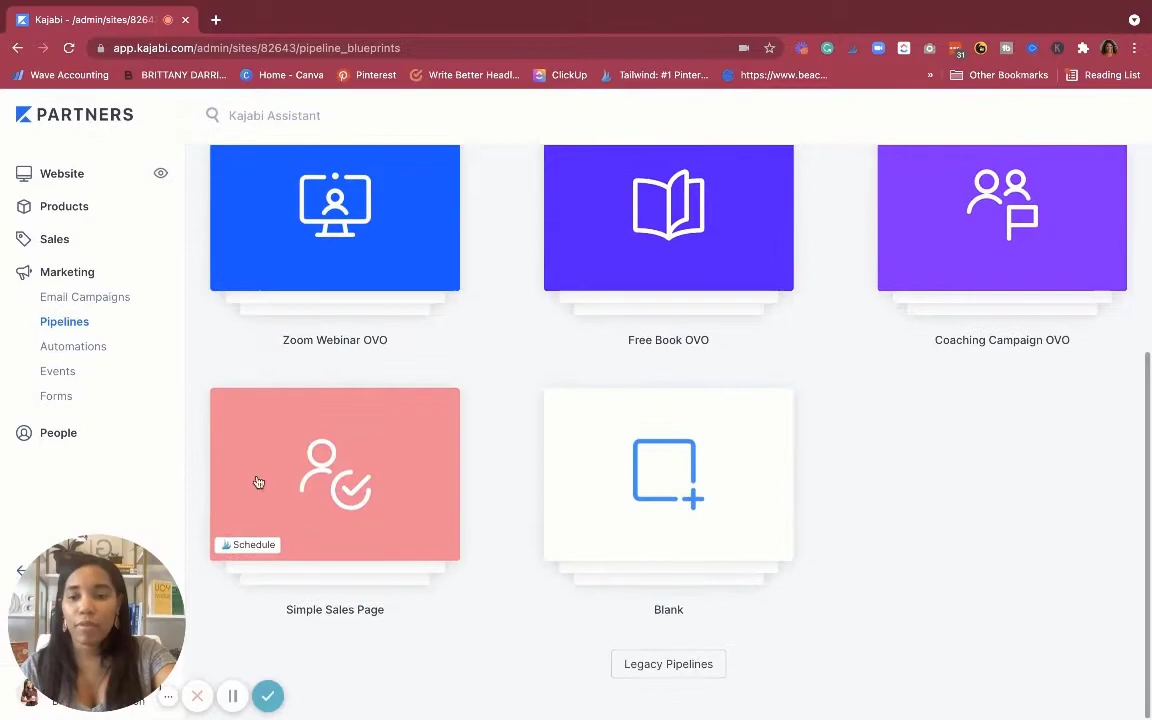 Kajabi - /admin/sites/8264
app.kajabi.com/admin/sites/82643/pipeline_blueprints
31
Wave Accounting
BRITTANY DARRI...
Home - Canva
Pinterest
Write Better Headl...
ClickUp
Tailwind: #1 Pinter...
https://www.beac...
»
Other Bookmarks
Reading List
PARTNERS
Kajabi Assistant
Website
Products
Sales
Marketing
Email Campaigns
Pipelines
Automations
Events
Forms
People
Zoom Webinar OVO
Free Book OVO
Coaching Campaign OVO
Schedule
Simple Sales Page
Blank
Legacy Pipelines